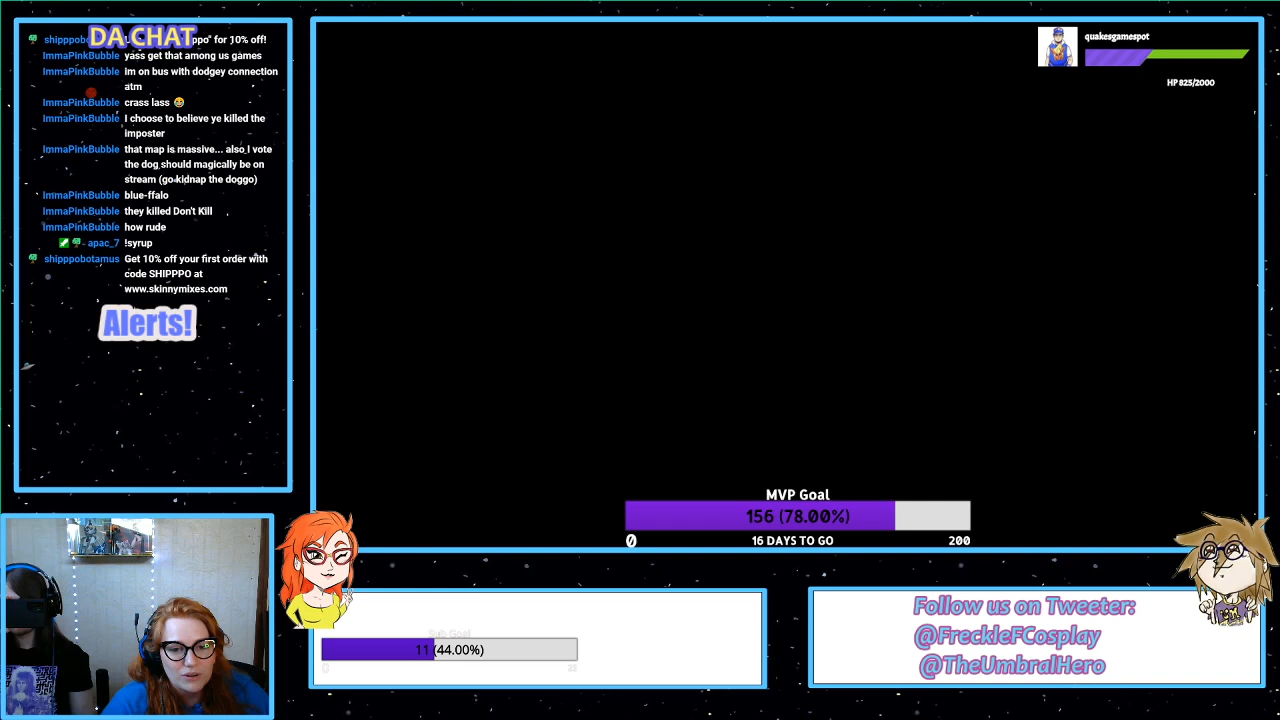 DA CHAT
shipppobo ppo" for 10% off!
ImmaPinkBubble yass get that among us games
ImmaPinkBubble Im on bus with dodgey connection
atm
ImmaPinkBubble crass lass 😂
ImmaPinkBubble I choose to believe ye killed the
imposter
ImmaPinkBubble that map is massive... also I vote
the dog should magically be on
stream (go kidnap the doggo)
ImmaPinkBubble blue-ffalo
ImmaPinkBubble they killed Don't Kill
ImmaPinkBubble how rude
apac_7 !syrup
shipppobotamus Get 10% off your first order with
code SHIPPPO at
www.skinnymixes.com
Alerts!
quakesgamespot
HP 825/2000
MVP Goal
156 (78.00%)
0 16 DAYS TO GO 200
Sub Goal
11 (44.00%)
0 25
Follow us on Tweeter:
@FreckleFCosplay
@TheUmbralHero